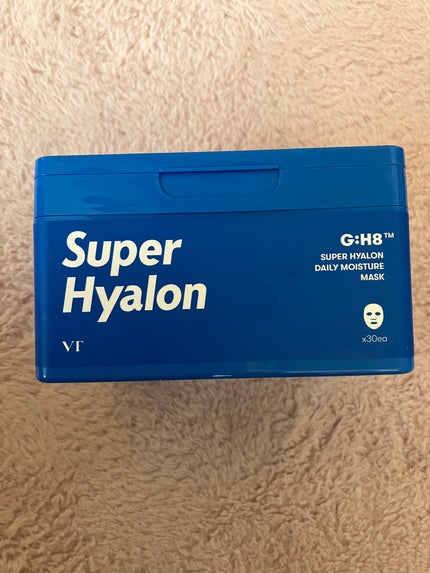 Super
Hyalon
VT
G:H8™
SUPER HYALON
DAILY MOISTURE
MASK
x30ea